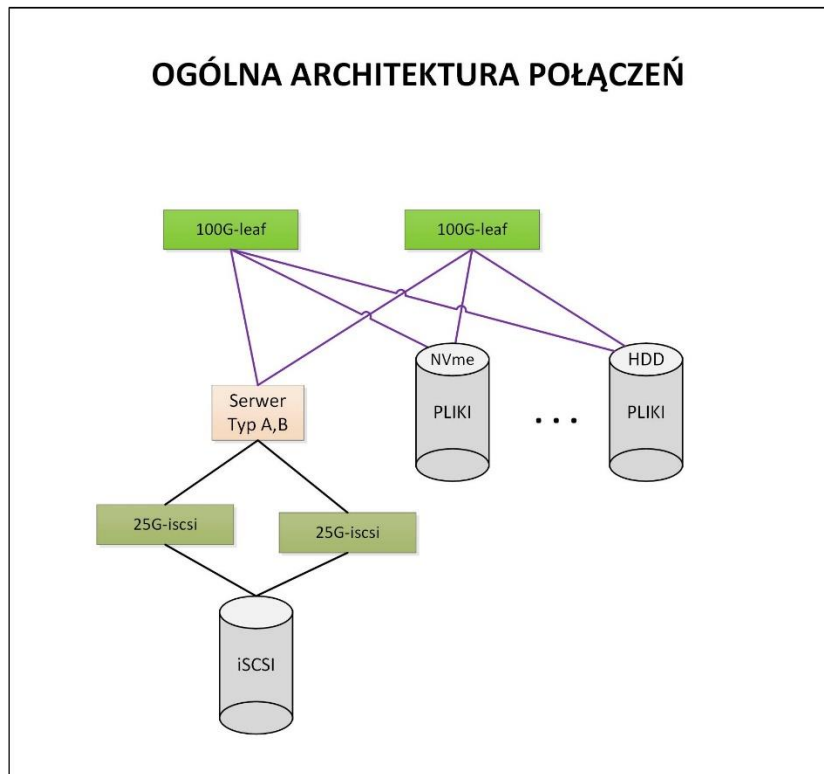 OGÓLNA ARCHITEKTURA POŁĄCZEŃ
100G-leaf
100G-leaf
NVme
HDD
PLIKI
PLIKI
. . .
Serwer
Typ A,B
25G-iscsi
25G-iscsi
iSCSI